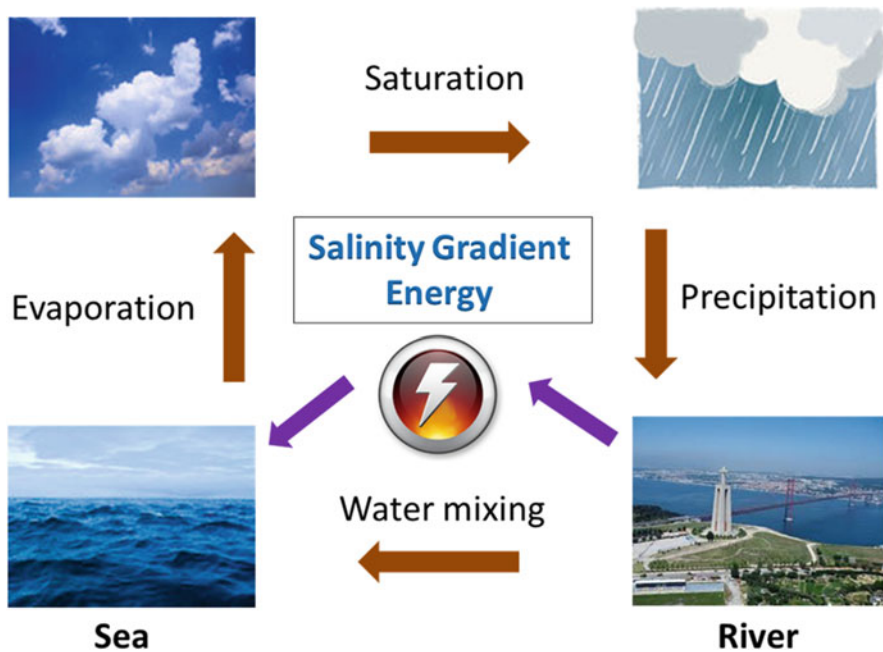 Saturation
Salinity Gradient
Energy
Evaporation
Precipitation
Water mixing
Sea
River